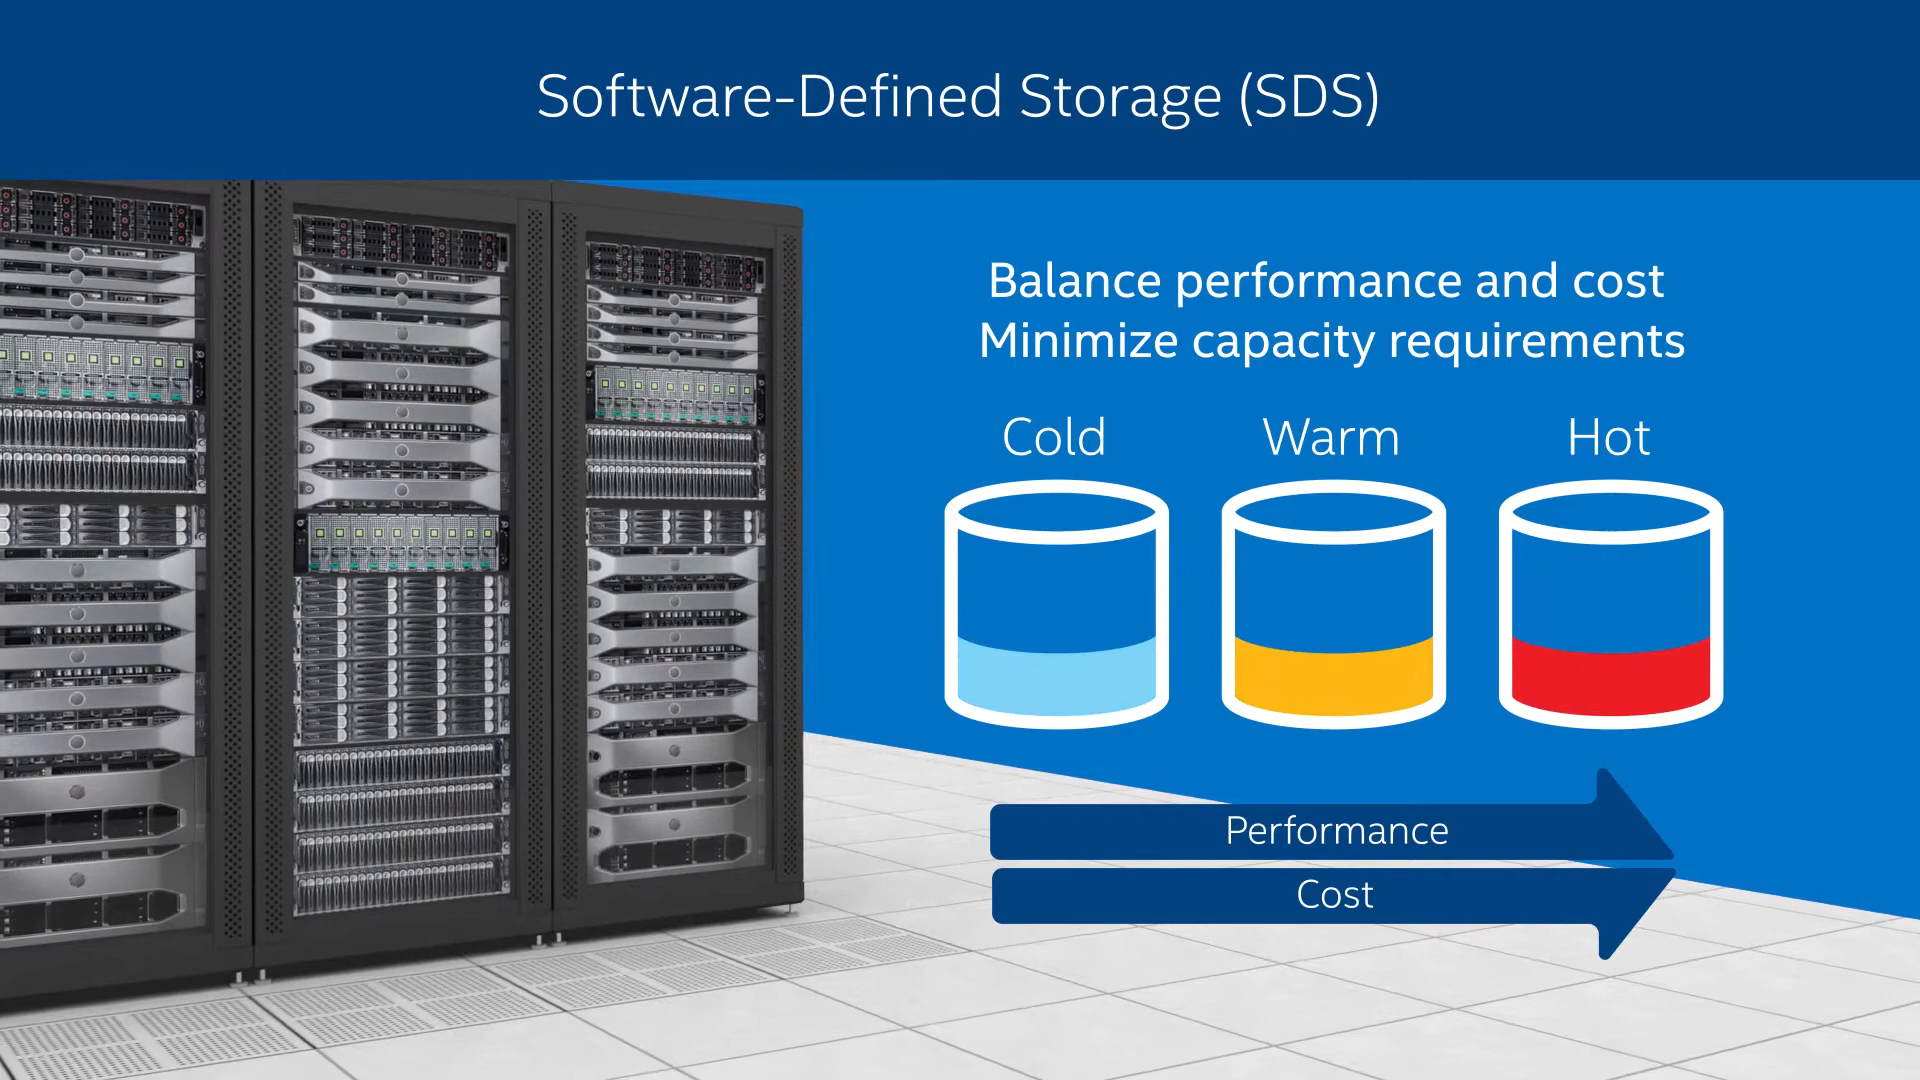 Software-Defined Storage (SDS)
Balance performance and cost
Minimize capacity requirements
Cold Warm Hot
Performance
Cost